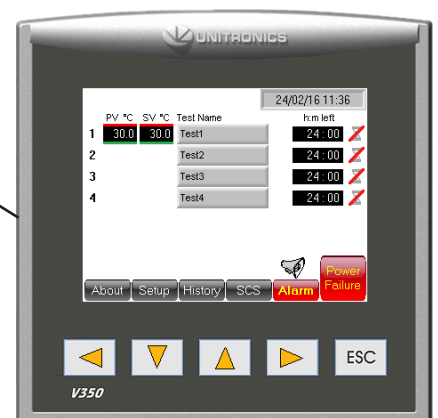 UNITRONICS
24/02/16 11:36
PV °C SV °C Test Name h:m left
1 30.0 30.0 Test1 24:00
2 Test2 24:00
3 Test3 24:00
4 Test4 24:00
About Setup History SCS Alarm Power Failure
ESC
V350